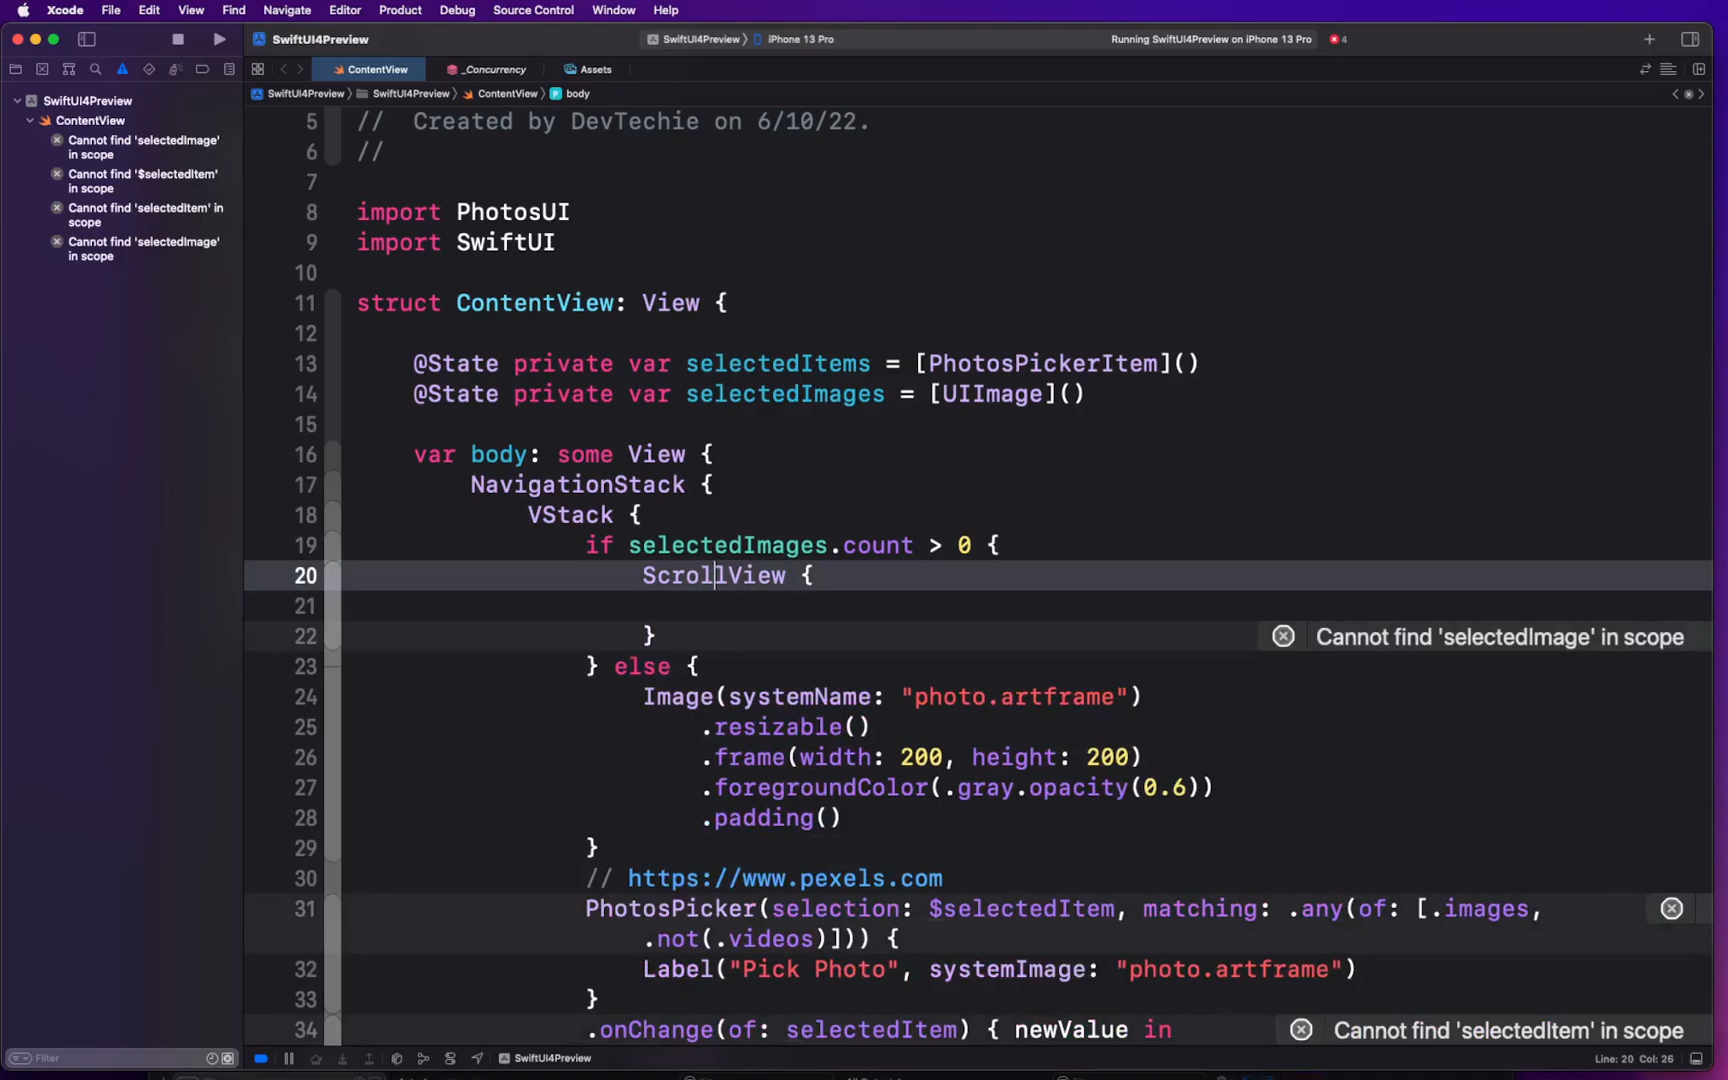 Xcode File Edit View Find Navigate Editor Product Debug Source Control Window Help
SwiftUI4Preview SwiftUI4Preview 〉 iPhone 13 Pro Running SwiftUI4Preview on iPhone 13 Pro 4
ContentView _Concurrency Assets
SwiftUI4Preview 〉 SwiftUI4Preview 〉 ContentView 〉 body
SwiftUI4Preview
ContentView
Cannot find 'selectedImage'
in scope
Cannot find '$selectedItem'
in scope
Cannot find 'selectedItem' in
scope
Cannot find 'selectedImage'
in scope
5 //  Created by DevTechie on 6/10/22.
6 //
7
8 import PhotosUI
9 import SwiftUI
10
11 struct ContentView: View {
12
13     @State private var selectedItems = [PhotosPickerItem]()
14     @State private var selectedImages = [UIImage]()
15
16     var body: some View {
17         NavigationStack {
18             VStack {
19                 if selectedImages.count > 0 {
20                     ScrollView {
21
22                     } Cannot find 'selectedImage' in scope
23                 } else {
24                     Image(systemName: "photo.artframe")
25                         .resizable()
26                         .frame(width: 200, height: 200)
27                         .foregroundColor(.gray.opacity(0.6))
28                         .padding()
29                 }
30                 // https://www.pexels.com
31                 PhotosPicker(selection: $selectedItem, matching: .any(of: [.images,
                    .not(.videos)])) {
32                     Label("Pick Photo", systemImage: "photo.artframe")
33                 }
34                 .onChange(of: selectedItem) { newValue in Cannot find 'selectedItem' in scope
Filter SwiftUI4Preview Line: 20 Col: 26